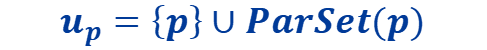 u_p = {p} ∪ ParSet(p)